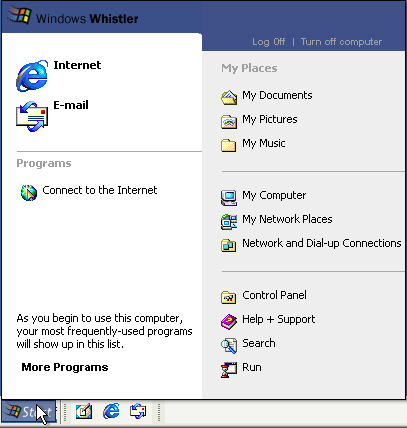 Windows Whistler
Log Off | Turn off computer
Internet
E-mail
Programs
Connect to the Internet
As you begin to use this computer,
your most frequently-used programs
will show up in this list.
More Programs
My Places
My Documents
My Pictures
My Music
My Computer
My Network Places
Network and Dial-up Connections
Control Panel
Help + Support
Search
Run
Start